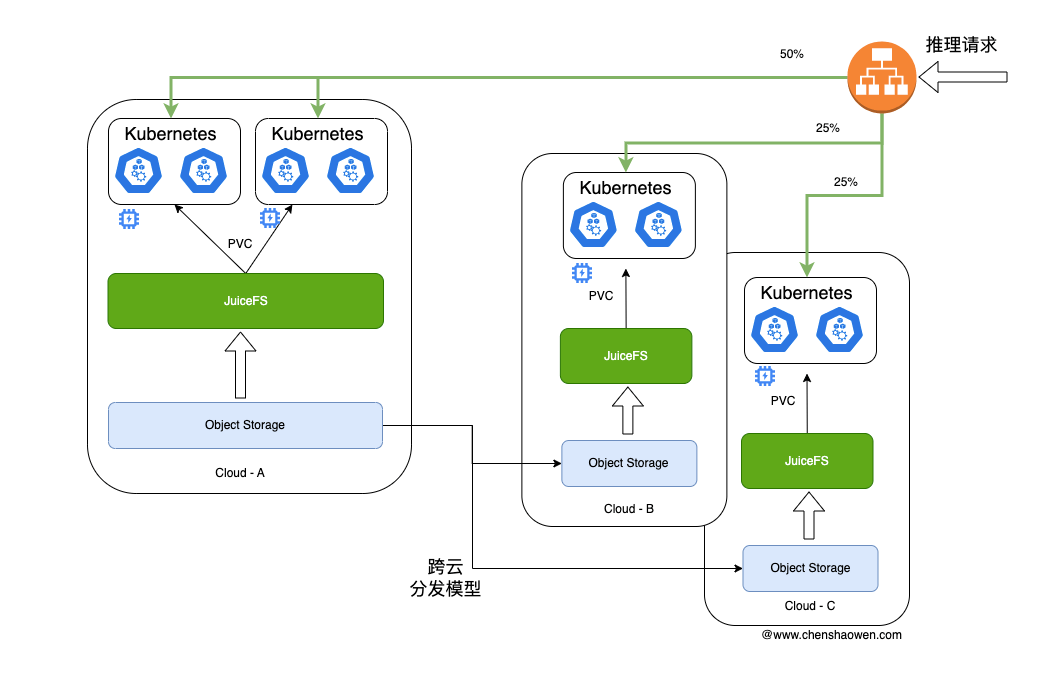 推理请求
50%
25%
25%
Kubernetes
Kubernetes
PVC
JuiceFS
Object Storage
Cloud - A
Kubernetes
PVC
JuiceFS
Object Storage
Cloud - B
Kubernetes
PVC
JuiceFS
Object Storage
Cloud - C
跨云
分发模型
@www.chenshaowen.com